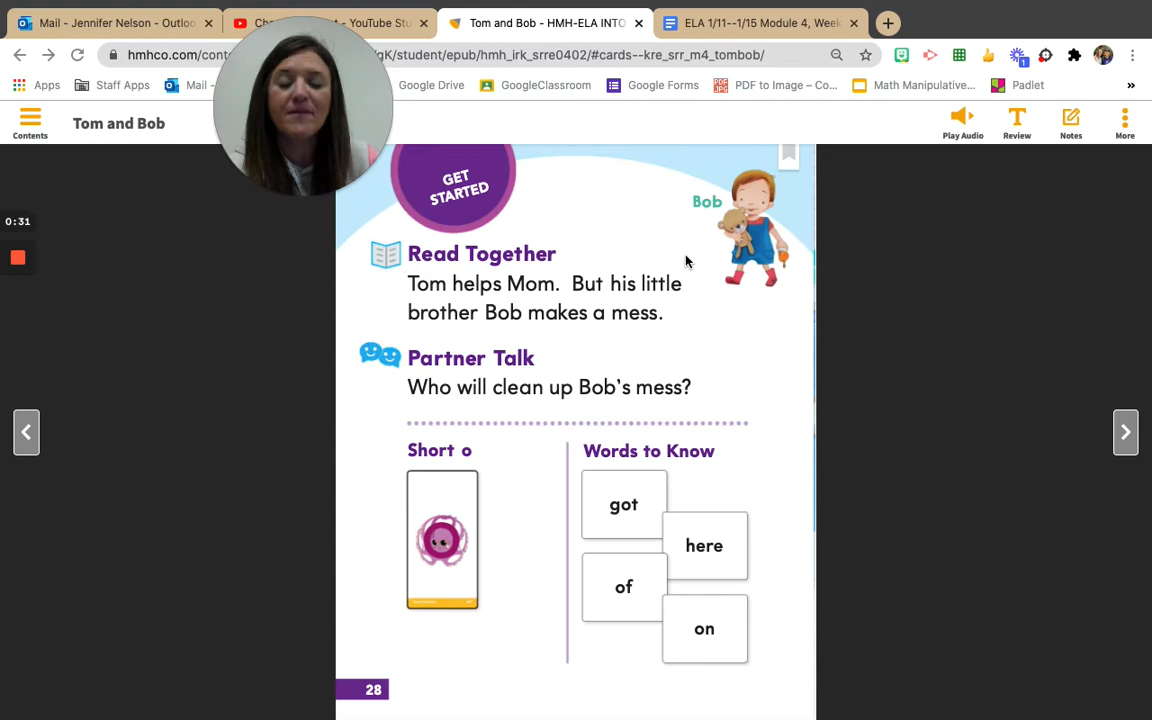 Mail - Jennifer Nelson - Outloo
YouTube Stu
Tom and Bob - HMH-ELA INTO
ELA 1/11--1/15 Module 4, Week
hmhco.com/cont
gK/student/epub/hmh_irk_srre0402/#cards--kre_srr_m4_tombob/
1
Apps
Staff Apps
Mail -
Google Drive
GoogleClassroom
Google Forms
PDF to Image – Co...
Math Manipulative...
Padlet
»
Contents
Tom and Bob
Play Audio
Review
Notes
More
0:31
GET
STARTED
Bob
Read Together
Tom helps Mom. But his little
brother Bob makes a mess.
Partner Talk
Who will clean up Bob's mess?
Short o
Words to Know
got
here
of
on
28